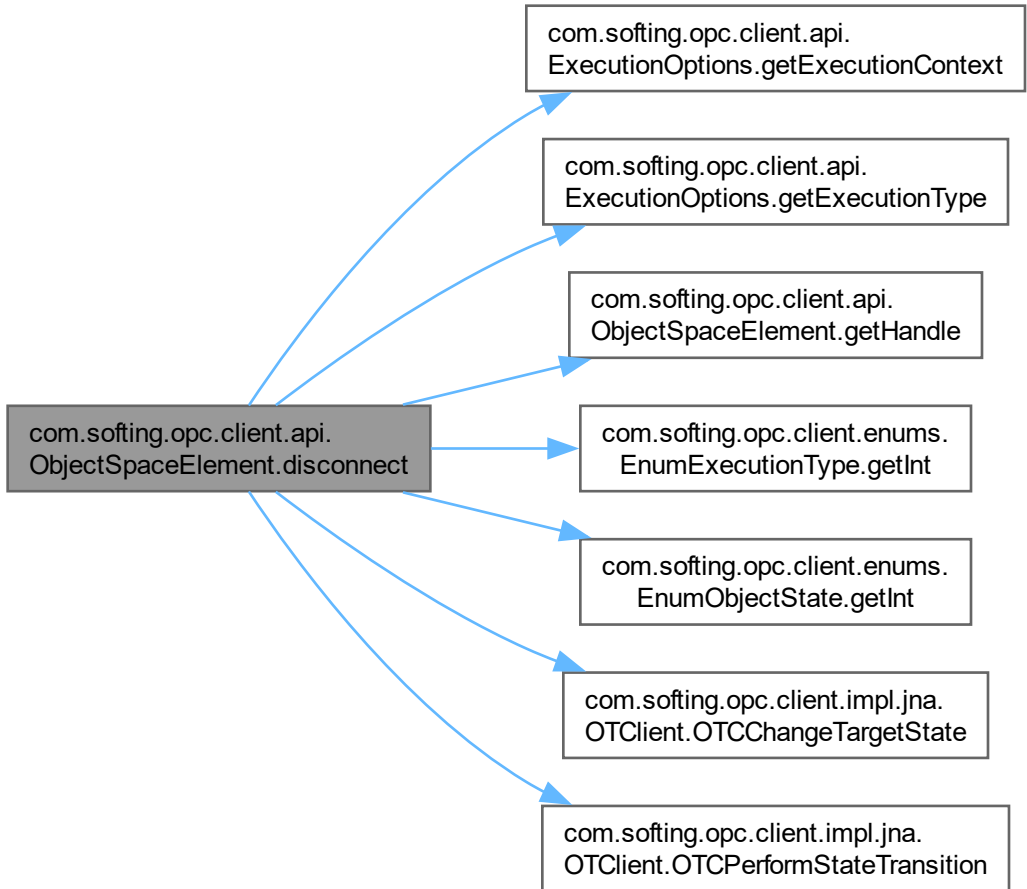 com.softing.opc.client.api.
ExecutionOptions.getExecutionContext
com.softing.opc.client.api.
ExecutionOptions.getExecutionType
com.softing.opc.client.api.
ObjectSpaceElement.getHandle
com.softing.opc.client.api.
ObjectSpaceElement.disconnect
com.softing.opc.client.enums.
EnumExecutionType.getInt
com.softing.opc.client.enums.
EnumObjectState.getInt
com.softing.opc.client.impl.jna.
OTClient.OTCChangeTargetState
com.softing.opc.client.impl.jna.
OTClient.OTCPerformStateTransition